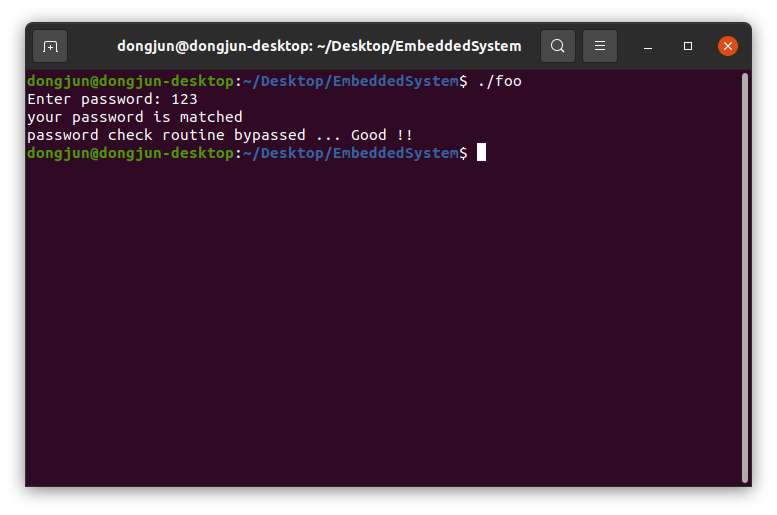 dongjun@dongjun-desktop: ~/Desktop/EmbeddedSystem
dongjun@dongjun-desktop:~/Desktop/EmbeddedSystem$ ./foo
Enter password: 123
your password is matched
password check routine bypassed ... Good !!
dongjun@dongjun-desktop:~/Desktop/EmbeddedSystem$